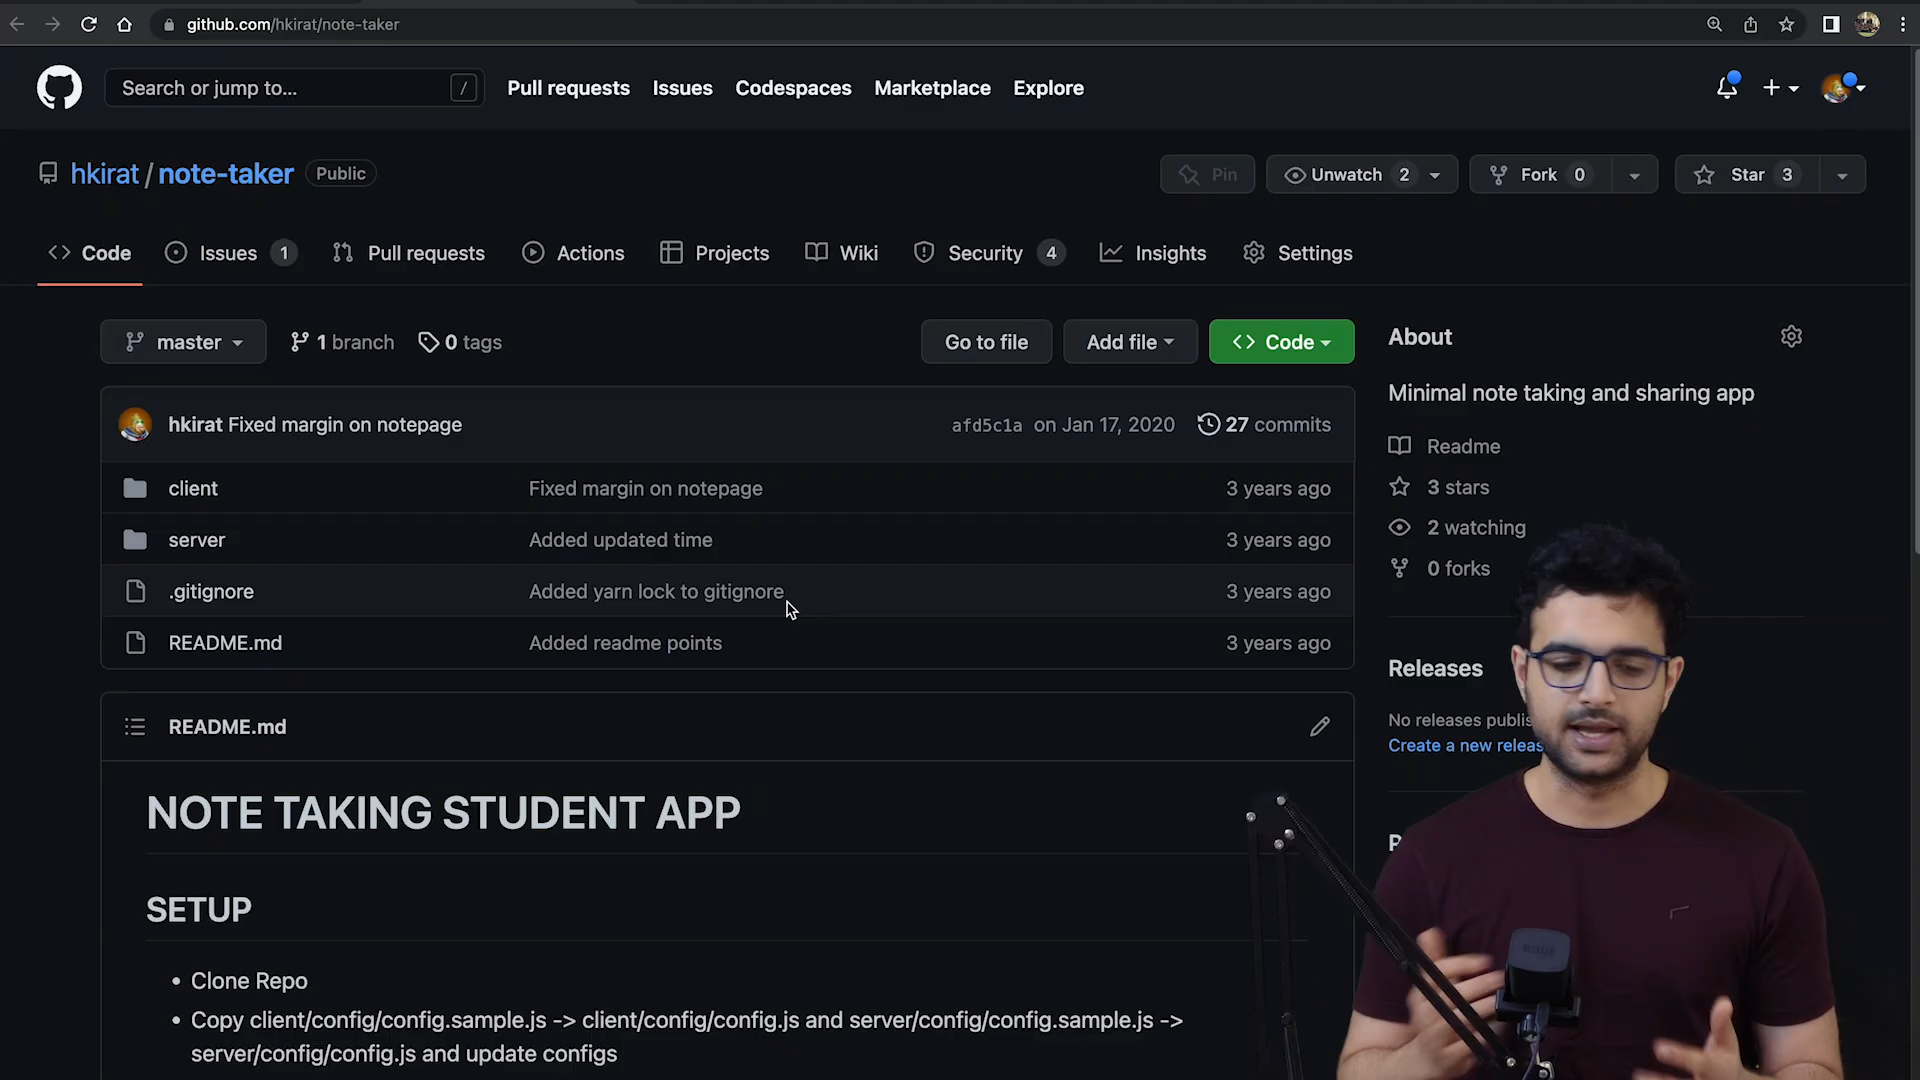 github.com/hkirat/note-taker
Search or jump to... /
Pull requests Issues Codespaces Marketplace Explore
hkirat / note-taker Public
Pin Unwatch 2 Fork 0 Star 3
Code Issues 1 Pull requests Actions Projects Wiki Security 4 Insights Settings
master 1 branch 0 tags Go to file Add file Code
hkirat Fixed margin on notepage afd5c1a on Jan 17, 2020 27 commits
client Fixed margin on notepage 3 years ago
server Added updated time 3 years ago
.gitignore Added yarn lock to gitignore 3 years ago
README.md Added readme points 3 years ago
About
Minimal note taking and sharing app
Readme
3 stars
2 watching
0 forks
Releases
No releases
Create a new
README.md
NOTE TAKING STUDENT APP
SETUP
• Clone Repo
• Copy client/config/config.sample.js -> client/config/config.js and server/config/config.sample.js ->
server/config/config.js and update configs
RODE